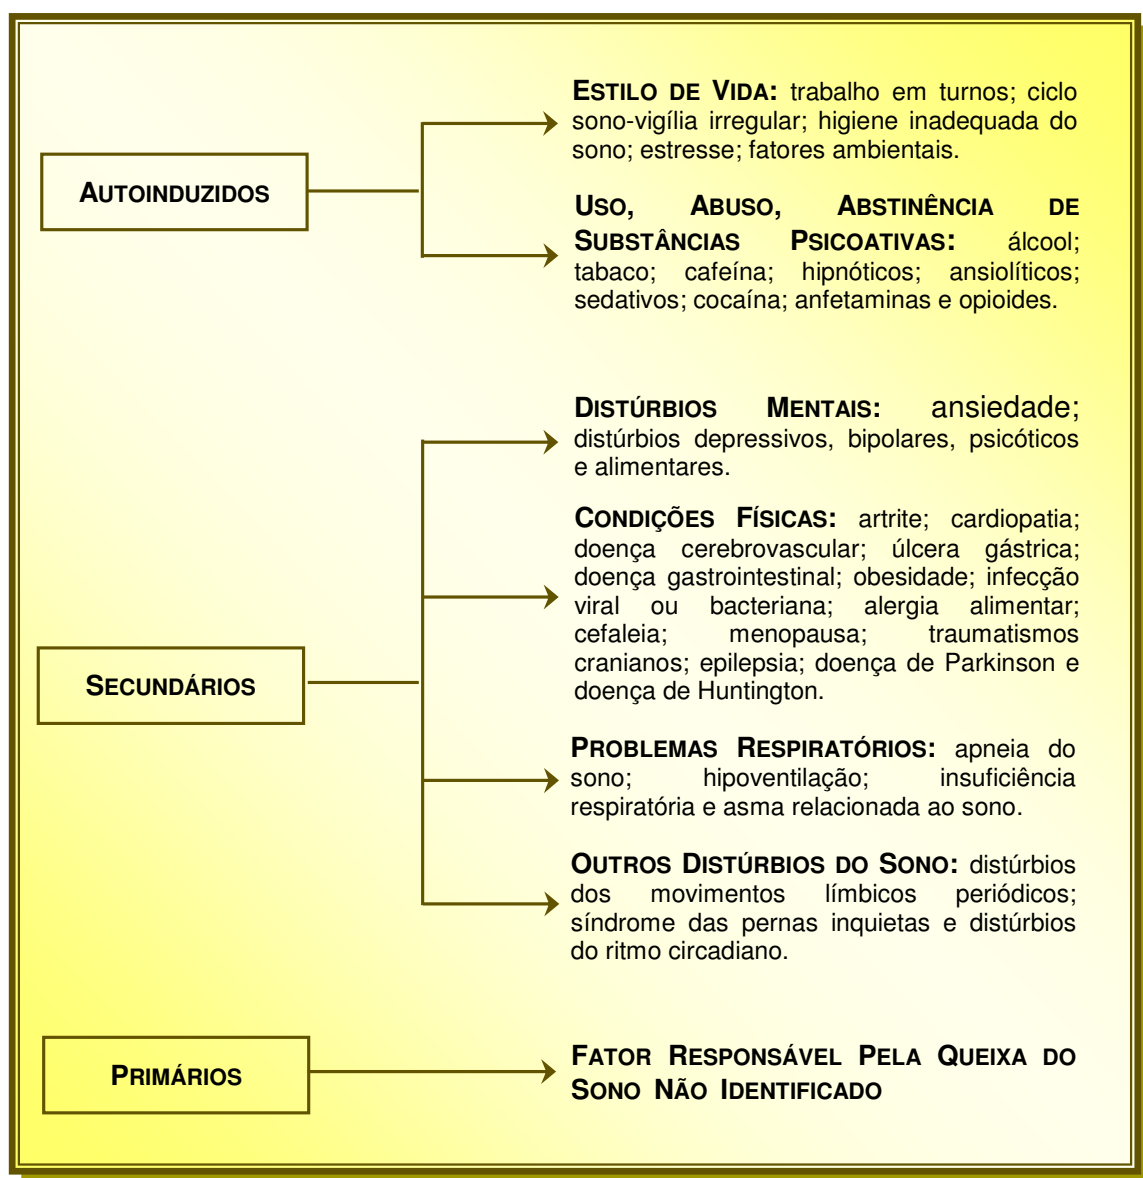 AUTOINDUZIDOS
ESTILO DE VIDA: trabalho em turnos; ciclo
sono-vigília irregular; higiene inadequada do
sono; estresse; fatores ambientais.
USO, ABUSO, ABSTINÊNCIA DE
SUBSTÂNCIAS PSICOATIVAS: álcool;
tabaco; cafeína; hipnóticos; ansiolíticos;
sedativos; cocaína; anfetaminas e opioides.
SECUNDÁRIOS
DISTÚRBIOS MENTAIS: ansiedade;
distúrbios depressivos, bipolares, psicóticos
e alimentares.
CONDIÇÕES FÍSICAS: artrite; cardiopatia;
doença cerebrovascular; úlcera gástrica;
doença gastrointestinal; obesidade; infecção
viral ou bacteriana; alergia alimentar;
cefaleia; menopausa; traumatismos
cranianos; epilepsia; doença de Parkinson e
doença de Huntington.
PROBLEMAS RESPIRATÓRIOS: apneia do
sono; hipoventilação; insuficiência
respiratória e asma relacionada ao sono.
OUTROS DISTÚRBIOS DO SONO: distúrbios
dos movimentos límbicos periódicos;
síndrome das pernas inquietas e distúrbios
do ritmo circadiano.
PRIMÁRIOS
FATOR RESPONSÁVEL PELA QUEIXA DO
SONO NÃO IDENTIFICADO